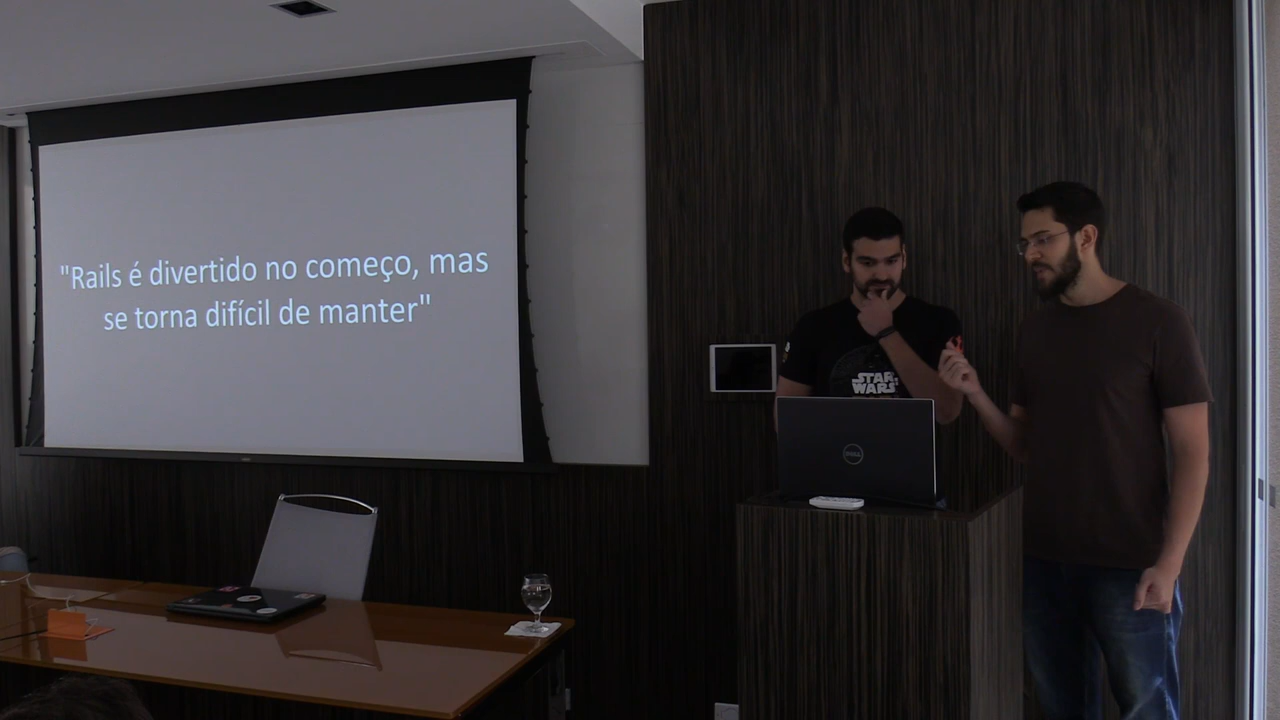 "Rails é divertido no começo, mas
se torna difícil de manter"
STAR
WARS
DELL